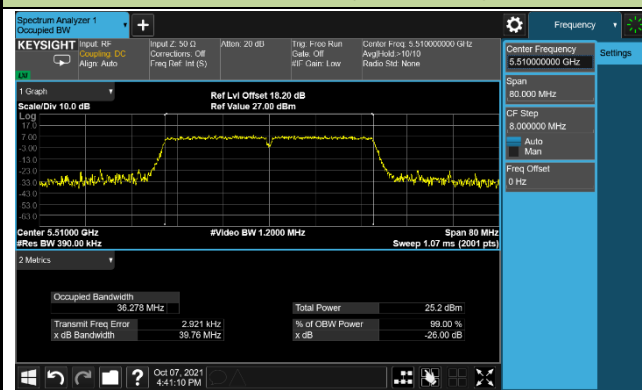 Spectrum Analyzer 1
Occupied BW
+
Frequency
KEYSIGHT
Input: RF
Coupling: DC
Align: Auto
Input Z: 50 Ω
Corrections: Off
Freq Ref: Int (S)
Atten: 20 dB
Trig: Free Run
Gate: Off
#IF Gain: Low
Center Freq: 5.510000000 GHz
Avg|Hold:>10/10
Radio Std: None
LXI
Center Frequency
5.510000000 GHz
Settings
Span
80.000 MHz
CF Step
8.000000 MHz
Auto
Man
Freq Offset
0 Hz
1 Graph
Scale/Div 10.0 dB
Ref Lvl Offset 18.20 dB
Ref Value 27.00 dBm
Log
17.0
7.00
-3.00
-13.0
-23.0
-33.0
-43.0
-53.0
-63.0
Center 5.51000 GHz
#Res BW 390.00 kHz
#Video BW 1.2000 MHz
Span 80 MHz
Sweep 1.07 ms (2001 pts)
2 Metrics
Occupied Bandwidth
36.278 MHz
Total Power
25.2 dBm
Transmit Freq Error
2.921 kHz
% of OBW Power
99.00 %
x dB Bandwidth
39.76 MHz
x dB
-26.00 dB
?
Oct 07, 2021
4:41:10 PM